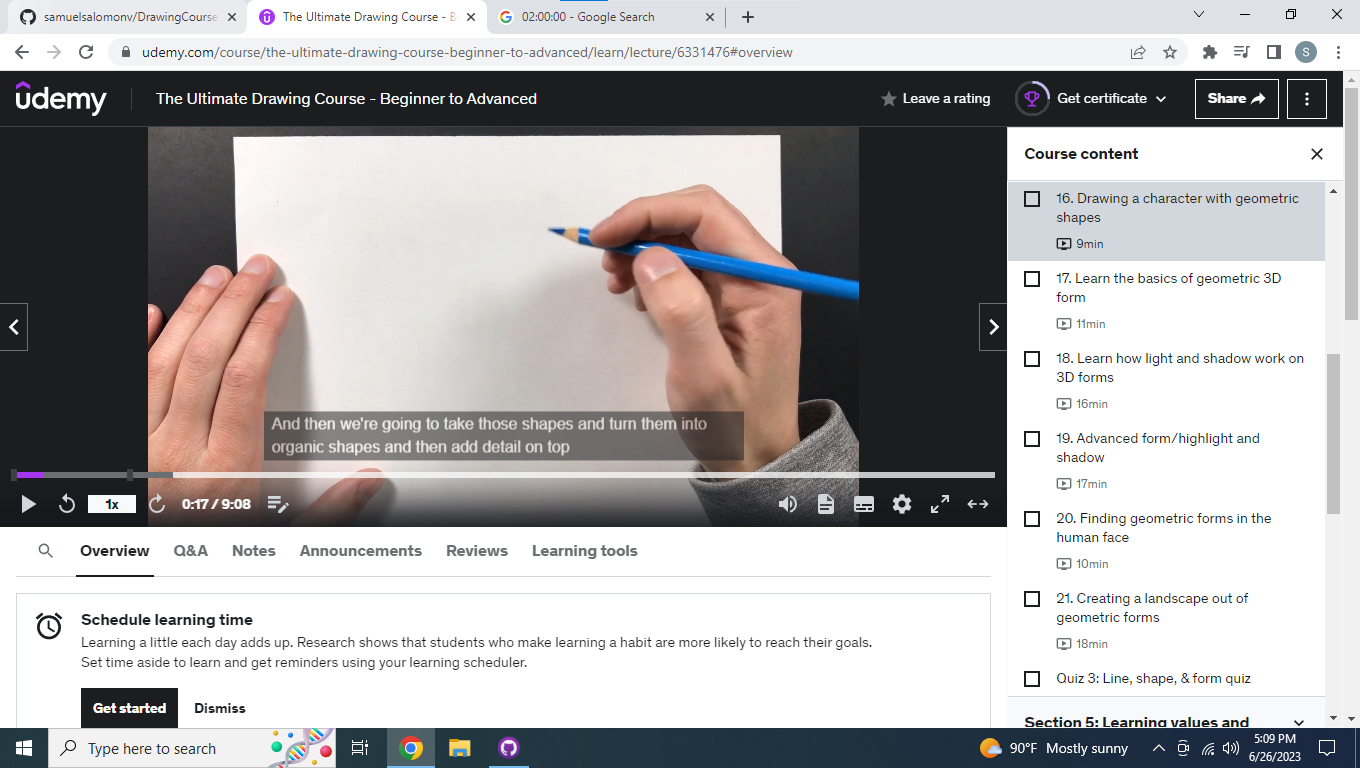 samuelsalomonv/DrawingCourse
The Ultimate Drawing Course - B
02:00:00 - Google Search
udemy.com/course/the-ultimate-drawing-course-beginner-to-advanced/learn/lecture/6331476#overview
S
udemy
The Ultimate Drawing Course - Beginner to Advanced
Leave a rating
Get certificate
Share
And then we're going to take those shapes and turn them into
organic shapes and then add detail on top
1x
0:17 / 9:08
Course content
16. Drawing a character with geometric
shapes
9min
17. Learn the basics of geometric 3D
form
11min
18. Learn how light and shadow work on
3D forms
16min
19. Advanced form/highlight and
shadow
17min
20. Finding geometric forms in the
human face
10min
21. Creating a landscape out of
geometric forms
18min
Quiz 3: Line, shape, & form quiz
Section 5: Learning values and
Overview
Q&A
Notes
Announcements
Reviews
Learning tools
Schedule learning time
Learning a little each day adds up. Research shows that students who make learning a habit are more likely to reach their goals.
Set time aside to learn and get reminders using your learning scheduler.
Get started
Dismiss
Type here to search
90°F Mostly sunny
5:09 PM
6/26/2023